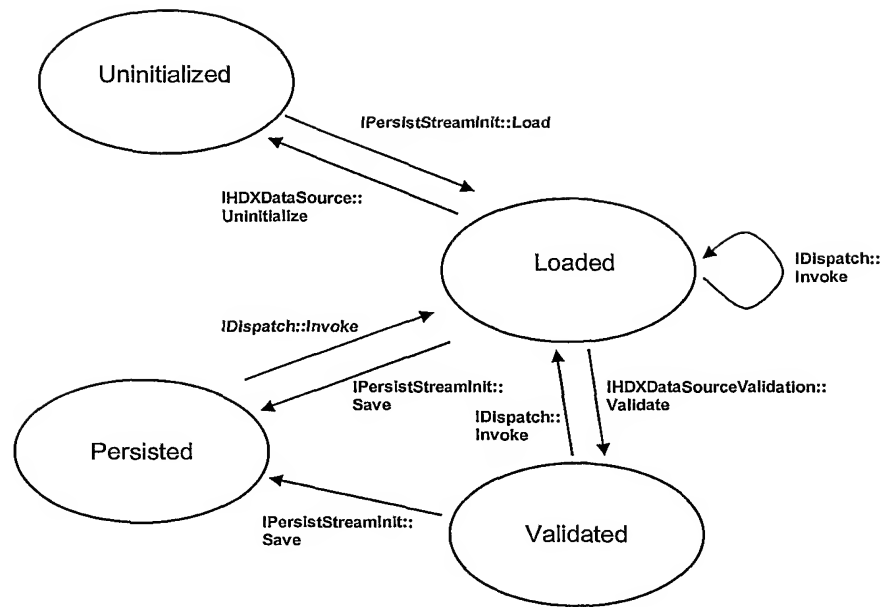 Uninitialized
IPersistStreamInit::Load
IHDXDataSource::
Uninitialize
Loaded
IDispatch::
Invoke
IDispatch::Invoke
IPersistStreamInit::
Save
IHDXDataSourceValidation::
Validate
IDispatch::
Invoke
Persisted
IPersistStreamInit::
Save
Validated